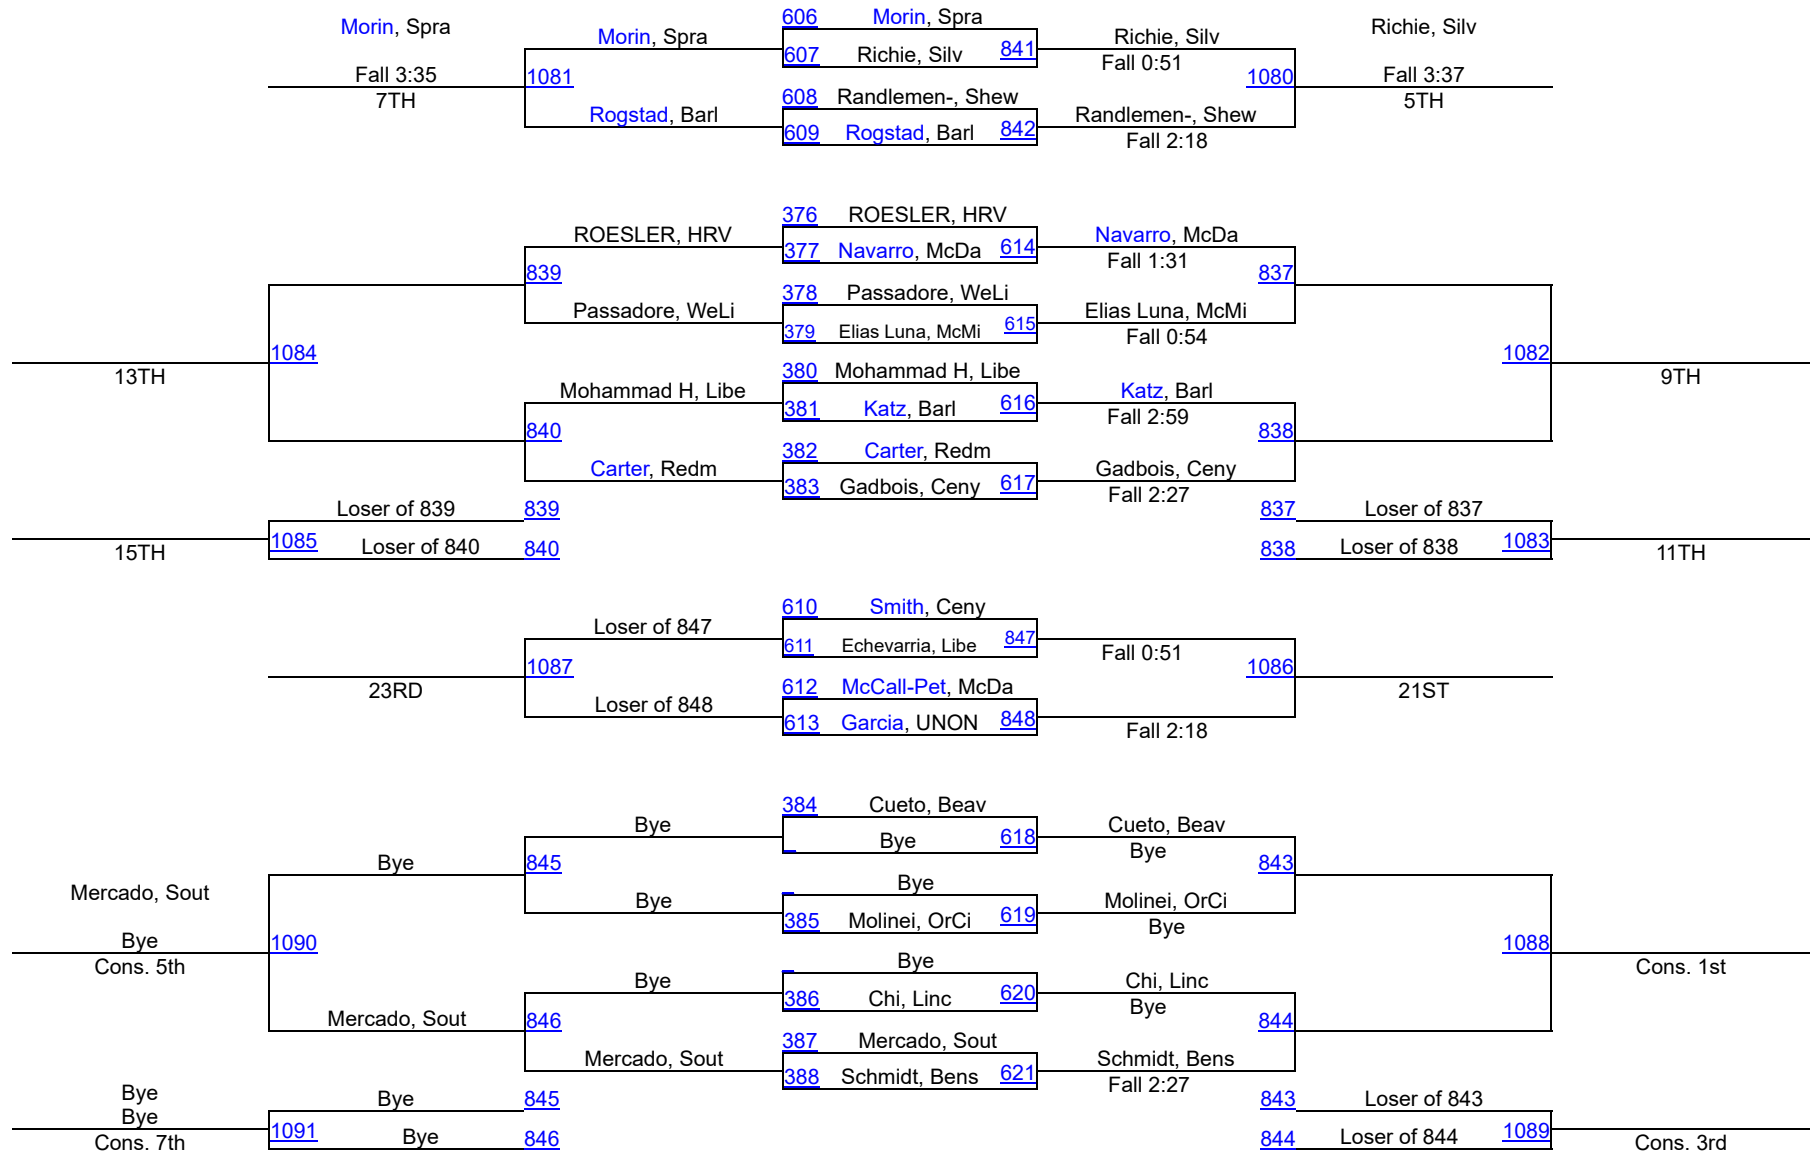 606 Morin, Spra
Morin, Spra
Richie, Silv
Morin, Spra
Richie, Silv
607 Richie, Silv 841
Fall 0:51
Fall 3:35
1081
1080
Fall 3:37
7TH
5TH
608 Randlemen-, Shew
Rogstad, Barl
Randlemen-, Shew
609 Rogstad, Barl 842
Fall 2:18
376 ROESLER, HRV
ROESLER, HRV
Navarro, McDa
377 Navarro, McDa 614
Fall 1:31
839
837
378 Passadore, WeLi
Passadore, WeLi
Elias Luna, McMi
379 Elias Luna, McMi 615
Fall 0:54
1084
1082
13TH
9TH
380 Mohammad H, Libe
Mohammad H, Libe
Katz, Barl
381 Katz, Barl 616
Fall 2:59
840
838
382 Carter, Redm
Carter, Redm
Gadbois, Ceny
383 Gadbois, Ceny 617
Fall 2:27
Loser of 839 839
837 Loser of 837
1085 Loser of 840 840
838 Loser of 838 1083
15TH
11TH
610 Smith, Ceny
Loser of 847
611 Echevarria, Libe 847
Fall 0:51
1087
1086
23RD
21ST
612 McCall-Pet, McDa
Loser of 848
613 Garcia, UNON 848
Fall 2:18
384 Cueto, Beav
Bye
Cueto, Beav
Bye 618
Bye
Bye
845
843
Bye
Mercado, Sout
Bye
Molinei, OrCi
385 Molinei, OrCi 619
Bye
Bye
1090
1088
Cons. 5th
Cons. 1st
Bye
Bye
Chi, Linc
386 Chi, Linc 620
Bye
Mercado, Sout
846
844
387 Mercado, Sout
Mercado, Sout
Schmidt, Bens
388 Schmidt, Bens 621
Fall 2:27
Bye
Bye 845
843 Loser of 843
Bye
1091 Bye 846
844 Loser of 844 1089
Cons. 7th
Cons. 3rd